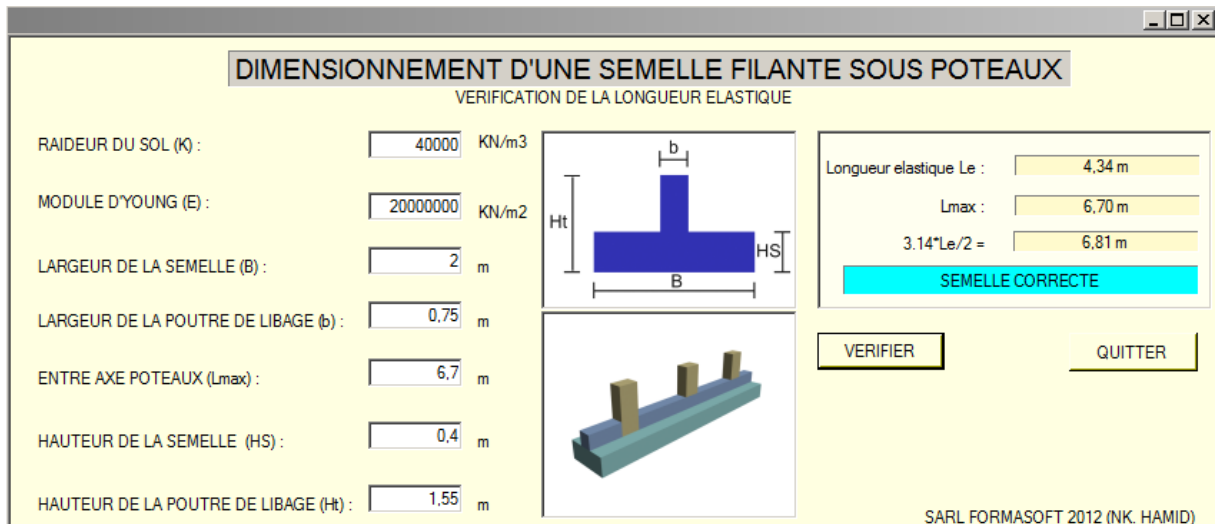 DIMENSIONNEMENT D'UNE SEMELLE FILANTE SOUS POTEAUX
VERIFICATION DE LA LONGUEUR ELASTIQUE
RAIDEUR DU SOL (K) : 40000 KN/m3
MODULE D'YOUNG (E) : 20000000 KN/m2
LARGEUR DE LA SEMELLE (B) : 2 m
LARGEUR DE LA POUTRE DE LIBAGE (b) : 0,75 m
ENTRE AXE POTEAUX (Lmax) : 6,7 m
HAUTEUR DE LA SEMELLE (HS) : 0,4 m
HAUTEUR DE LA POUTRE DE LIBAGE (Ht) : 1,55 m
b
Ht
HS
B
Longueur elastique Le : 4,34 m
Lmax : 6,70 m
3.14*Le/2 = 6,81 m
SEMELLE CORRECTE
VERIFIER QUITTER
SARL FORMASOFT 2012 (NK. HAMID)